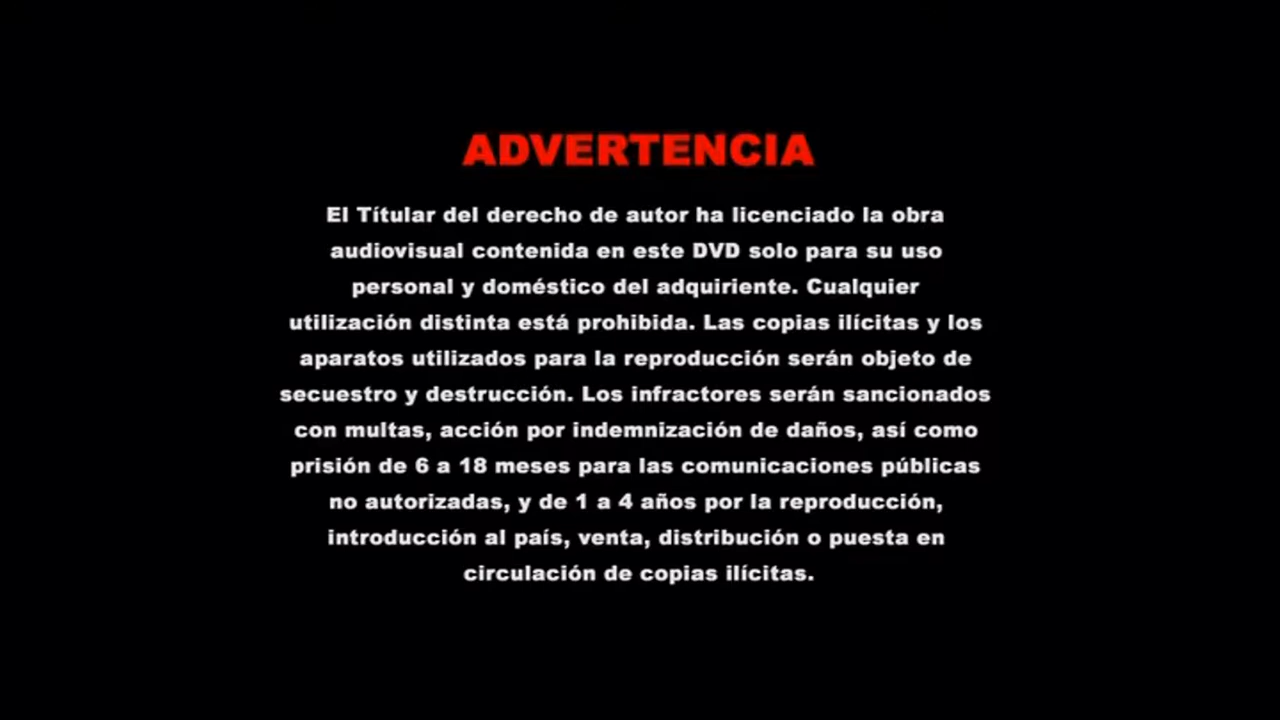 ADVERTENCIA
El Títular del derecho de autor ha licenciado la obra
audiovisual contenida en este DVD solo para su uso
personal y doméstico del adquiriente. Cualquier
utilización distinta está prohibida. Las copias ilícitas y los
aparatos utilizados para la reproducción serán objeto de
secuestro y destrucción. Los infractores serán sancionados
con multas, acción por indemnización de daños, así como
prisión de 6 a 18 meses para las comunicaciones públicas
no autorizadas, y de 1 a 4 años por la reproducción,
introducción al país, venta, distribución o puesta en
circulación de copias ilícitas.